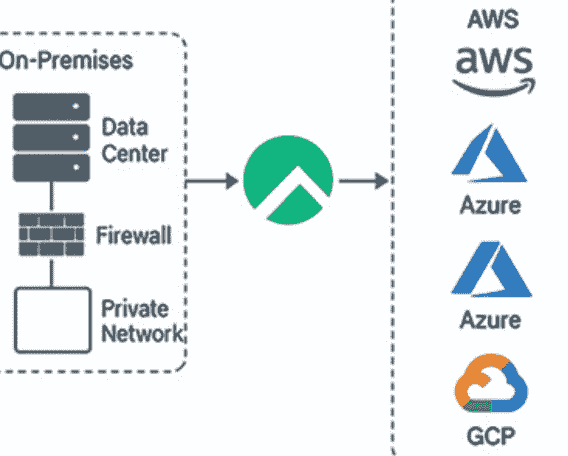 On-Premises
Data
Center
Firewall
Private
Network
AWS
aws
Azure
Azure
GCP